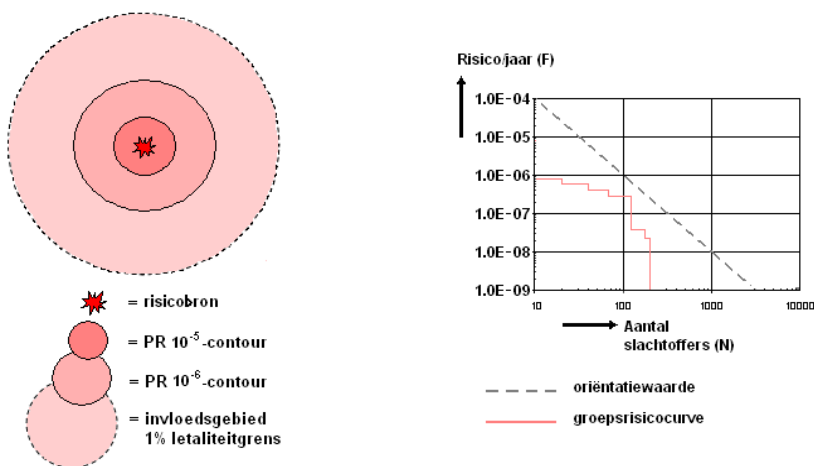 = risicobron
= PR 10-5-contour
= PR 10-6-contour
= invloedsgebied
1% letaliteitgrens
Risico/jaar (F)
1.0E-04
1.0E-05
1.0E-06
1.0E-07
1.0E-08
1.0E-09
10
100
1000
10000
Aantal
slachtoffers (N)
oriëntatiewaarde
groepsrisicocurve